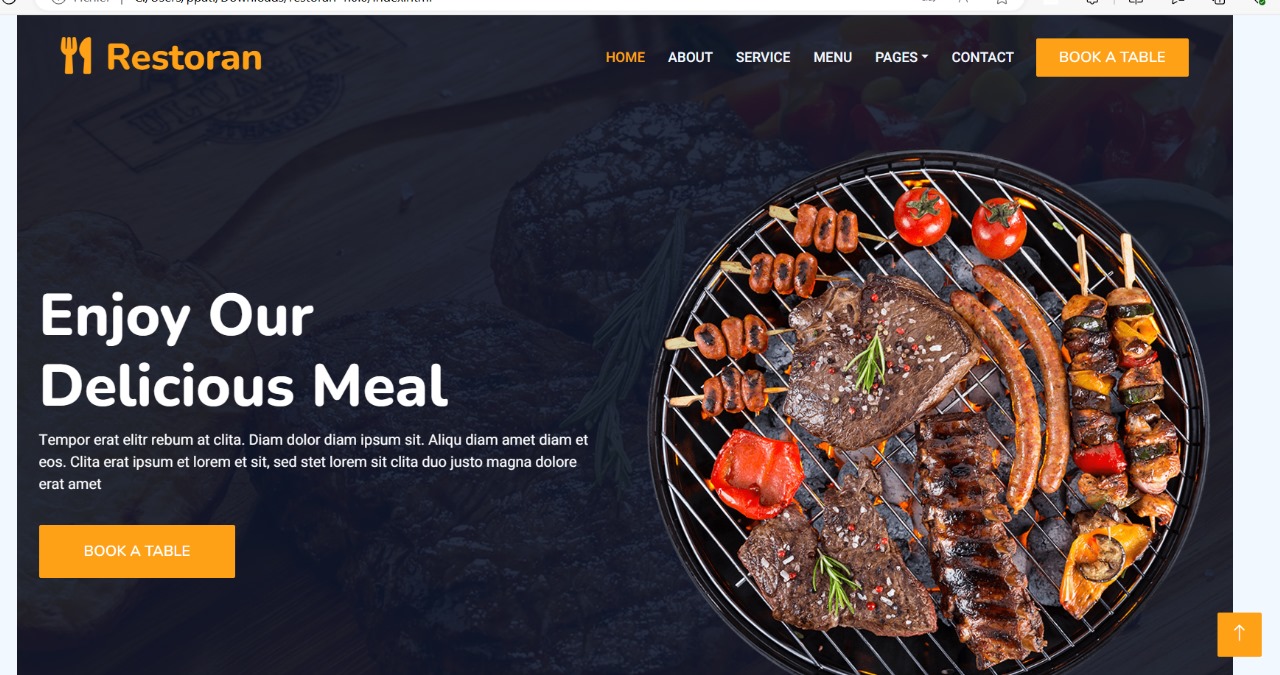 Restoran
HOME ABOUT SERVICE MENU PAGES CONTACT BOOK A TABLE
Enjoy Our
Delicious Meal
Tempor erat elitr rebum at clita. Diam dolor diam ipsum sit. Aliqu diam amet diam et
eos. Clita erat ipsum et lorem et sit, sed stet lorem sit clita duo justo magna dolore
erat amet
BOOK A TABLE